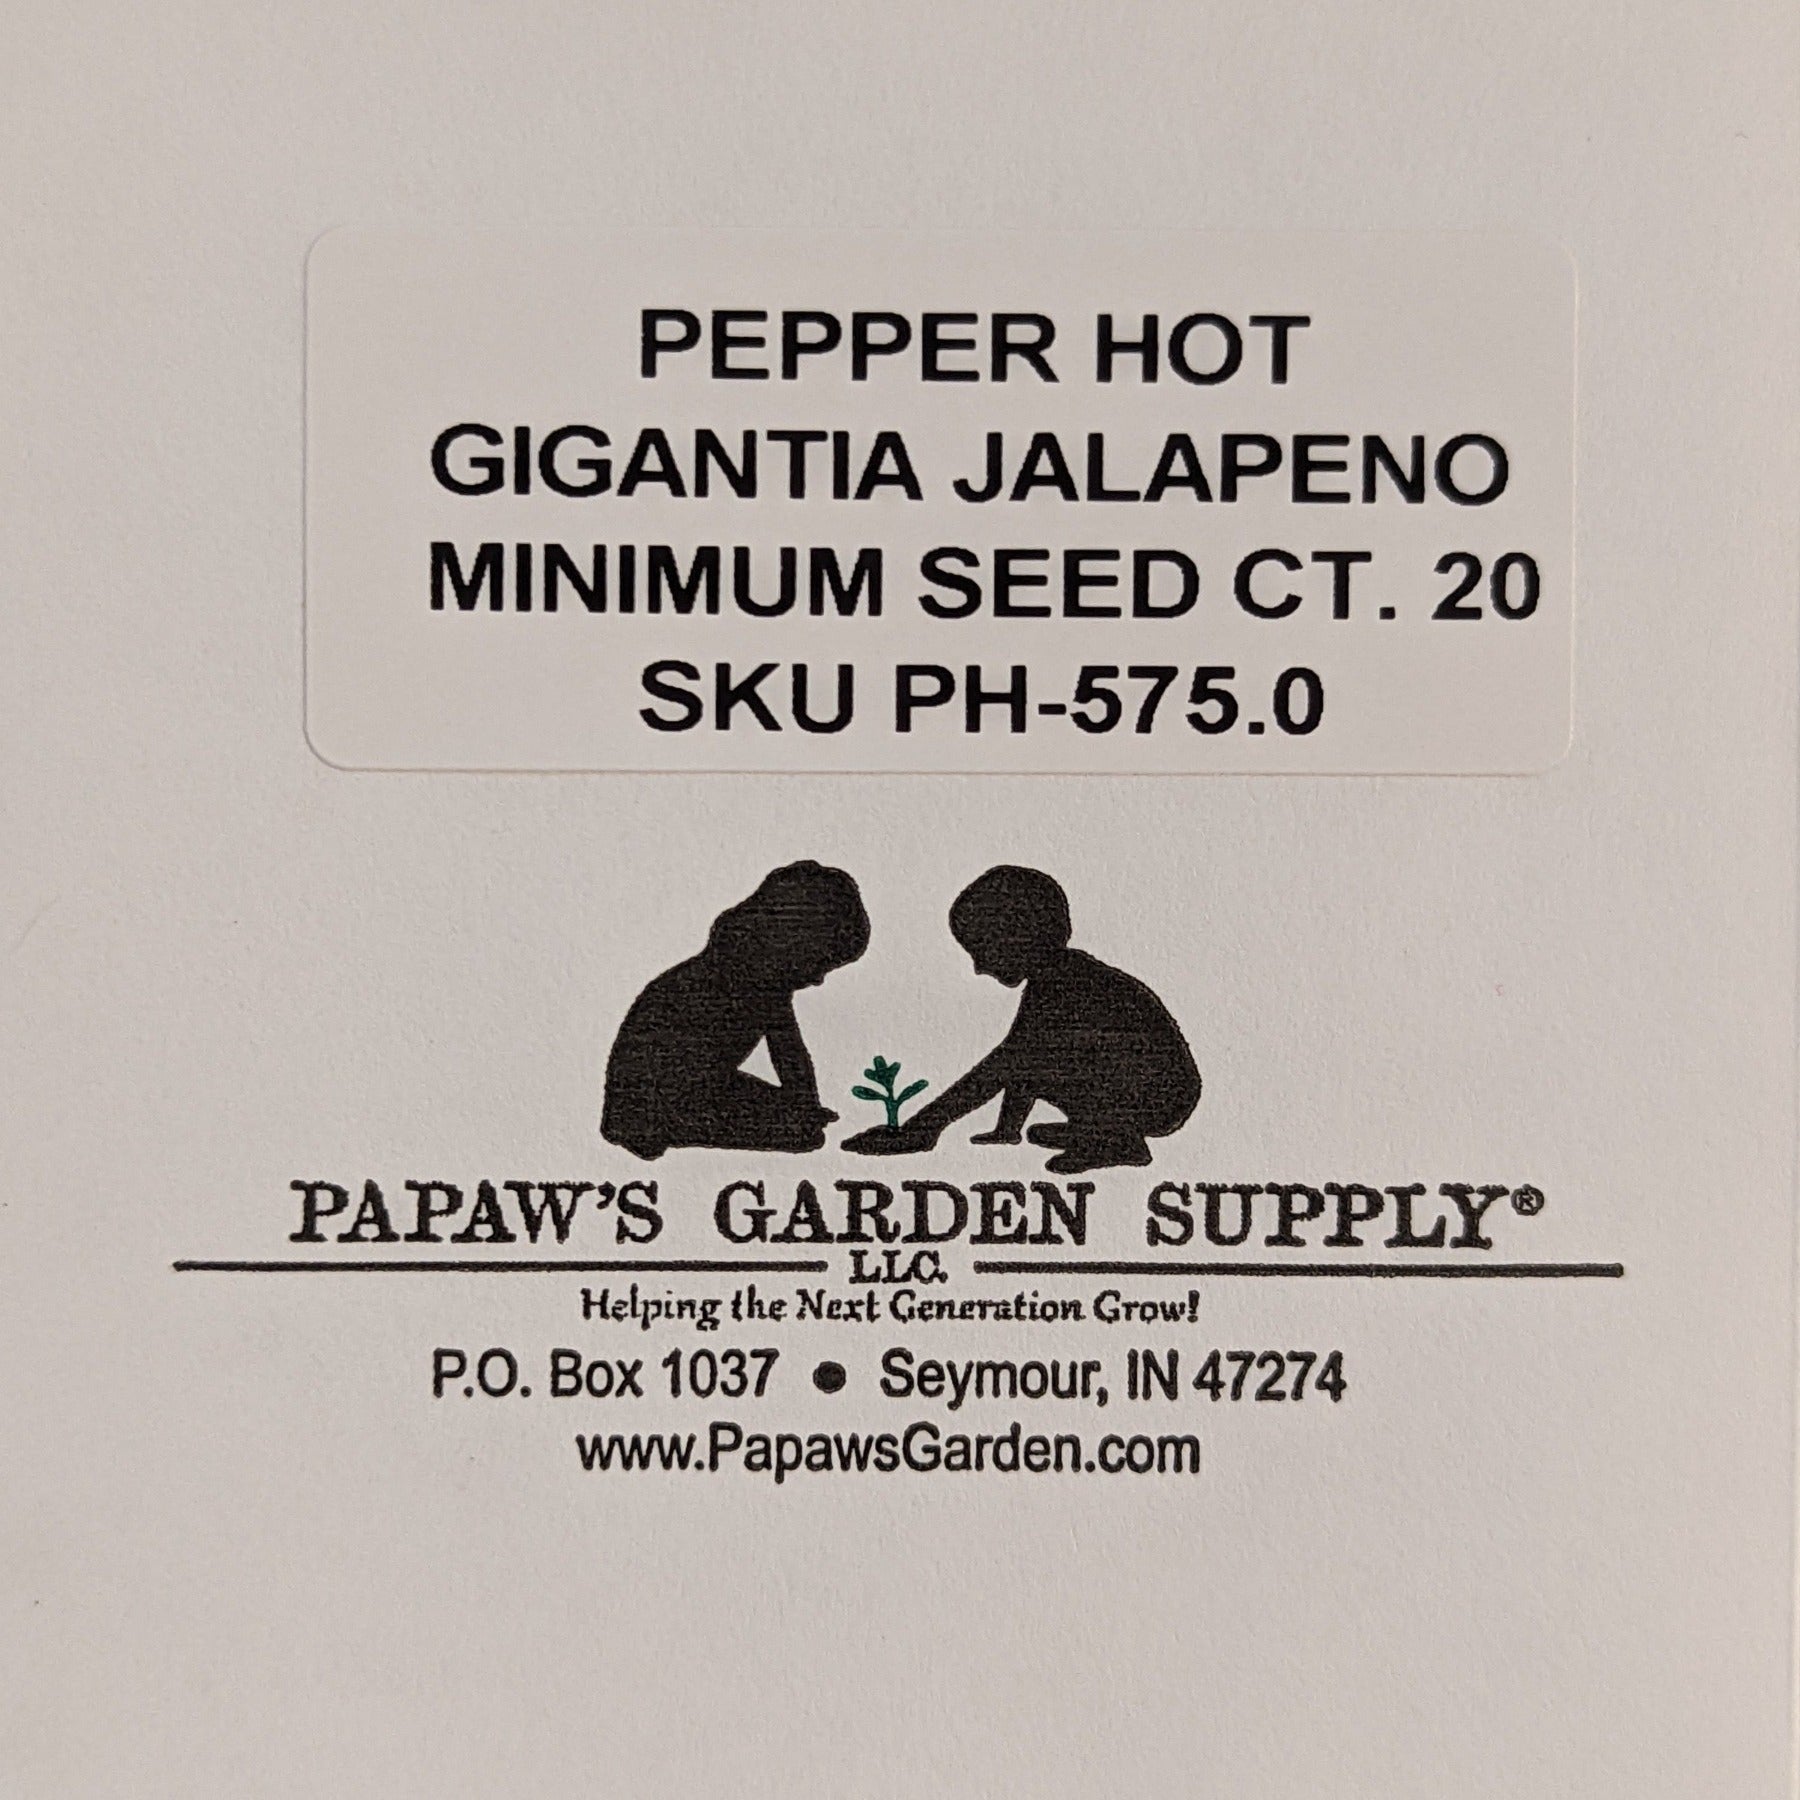 PEPPER HOT
GIGANTIA JALAPENO
MINIMUM SEED CT. 20
SKU PH-575.0
PAPAW'S GARDEN SUPPLY®
LLC.
Helping the Next Generation Grow!
P.O. Box 1037 ● Seymour, IN 47274
www.PapawsGarden.com